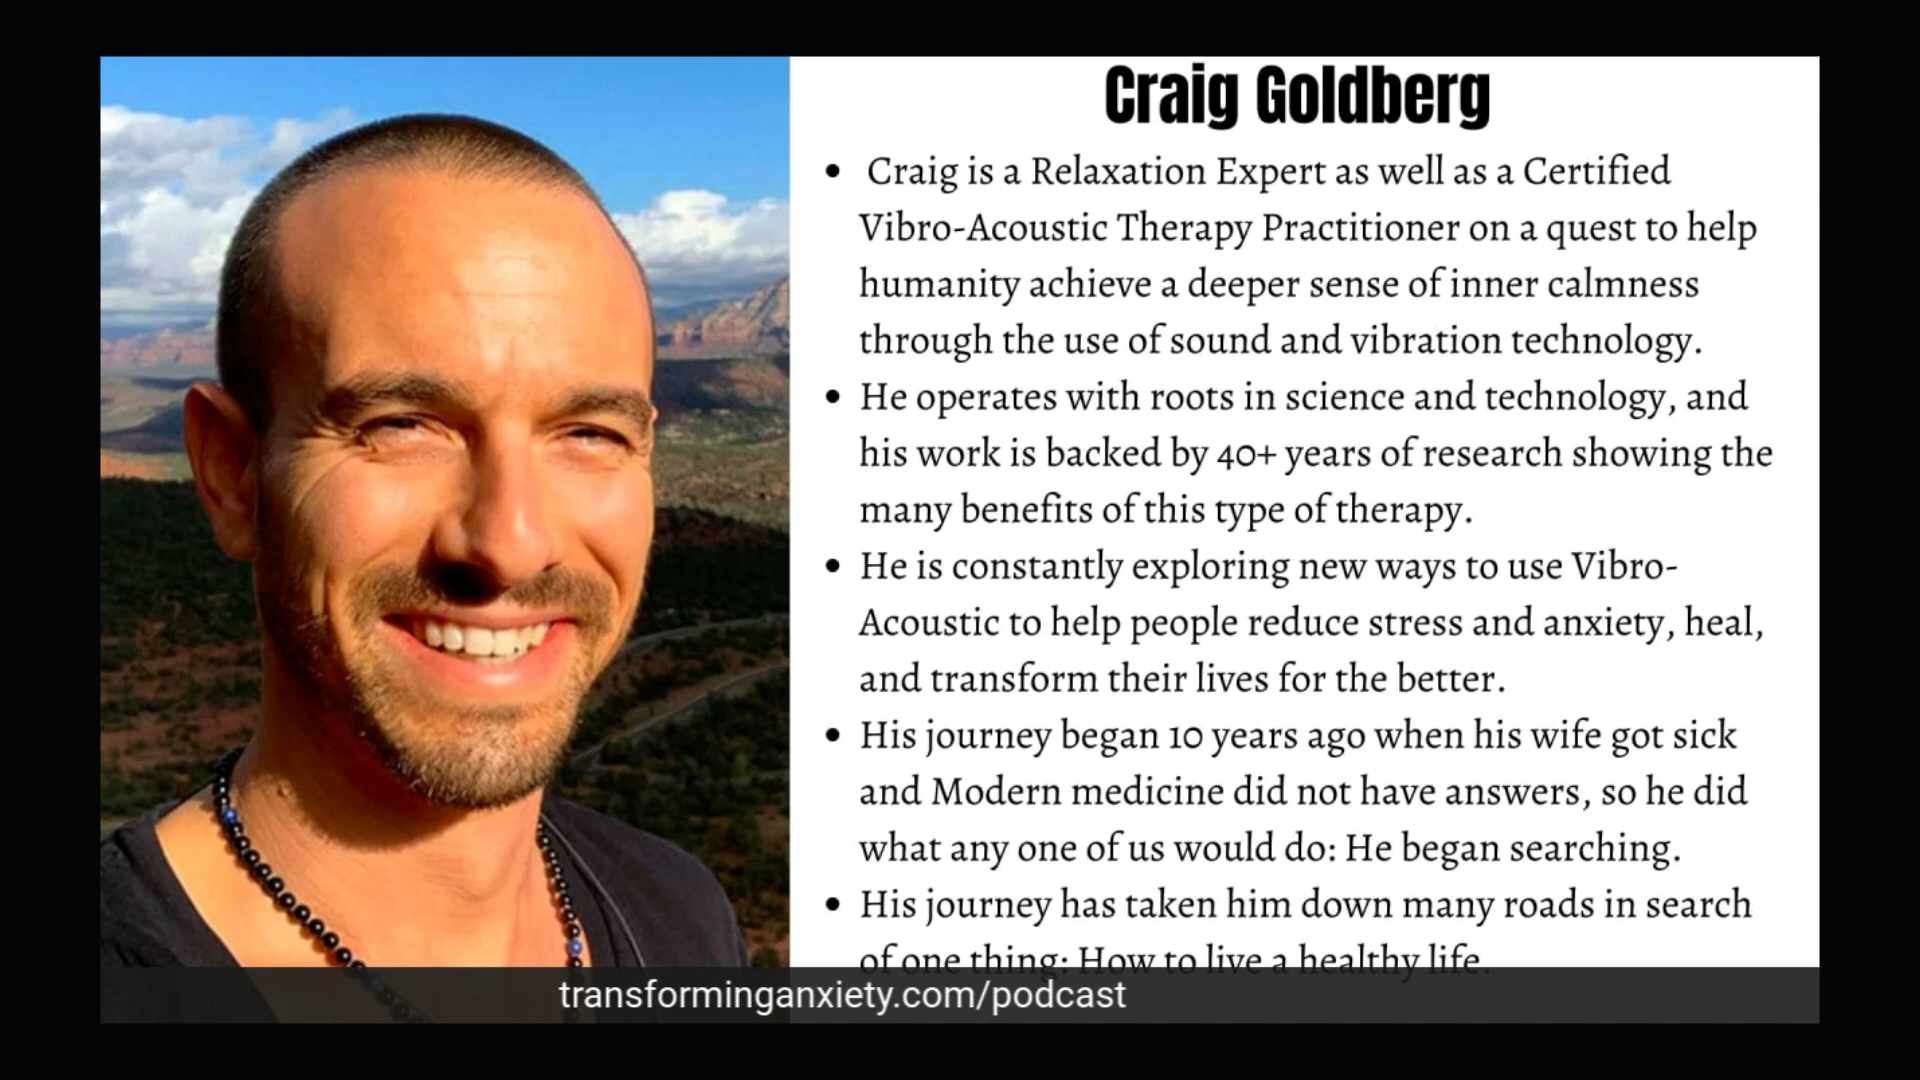 Craig Goldberg
• Craig is a Relaxation Expert as well as a Certified
Vibro-Acoustic Therapy Practitioner on a quest to help
humanity achieve a deeper sense of inner calmness
through the use of sound and vibration technology.
• He operates with roots in science and technology, and
his work is backed by 40+ years of research showing the
many benefits of this type of therapy.
• He is constantly exploring new ways to use Vibro-
Acoustic to help people reduce stress and anxiety, heal,
and transform their lives for the better.
• His journey began 10 years ago when his wife got sick
and Modern medicine did not have answers, so he did
what any one of us would do: He began searching.
• His journey has taken him down many roads in search
of one thing: How to live a healthy life.
transforminganxiety.com/podcast